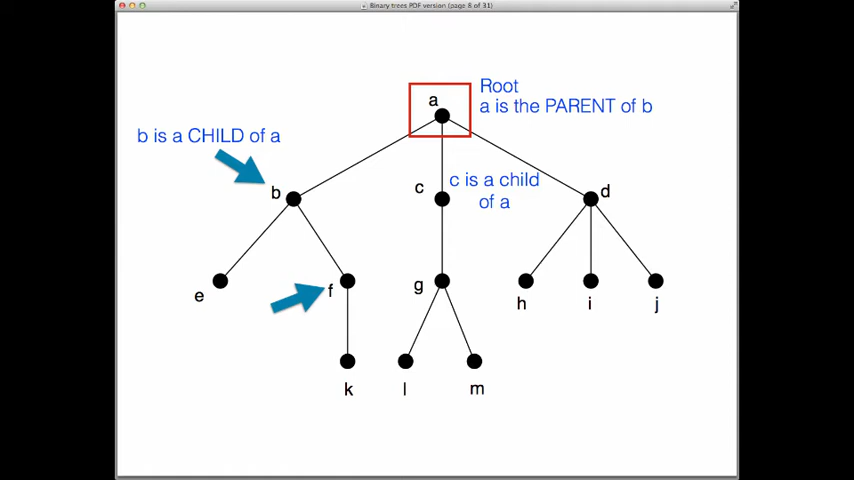 Binary trees PDF version (page 8 of 31)
Root
a
a is the PARENT of b
b is a CHILD of a
c is a child
of a
b
c
d
e
f
g
h
i
j
k
l
m